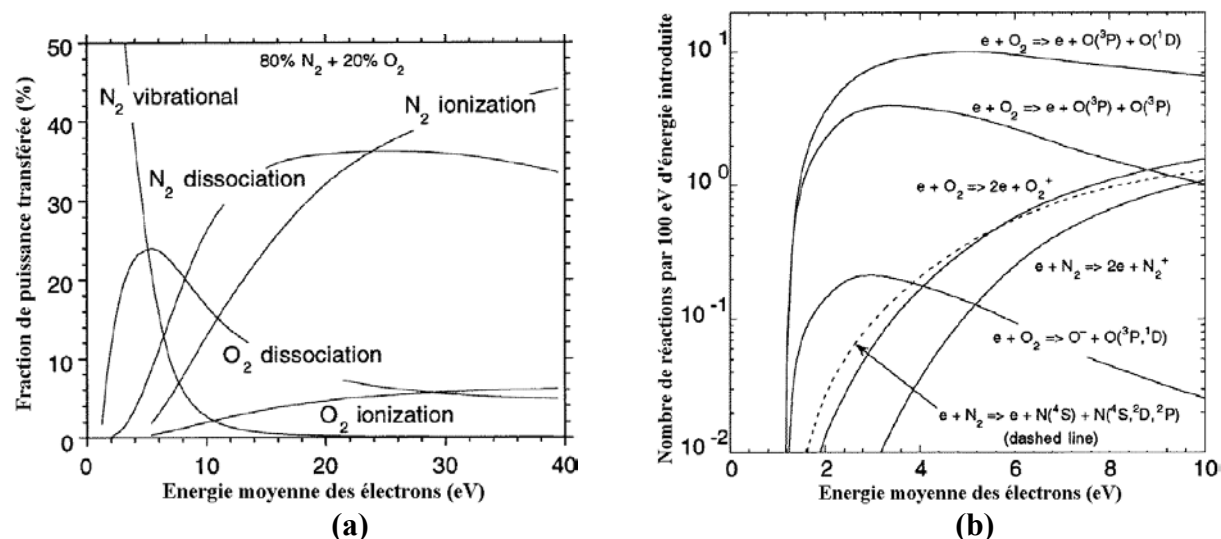 80% N₂ + 20% O₂
N₂ vibrational
N₂ ionization
N₂ dissociation
O₂ dissociation
O₂ ionization
Fraction de puissance transférée (%)
50
40
30
20
10
0
0
10
20
30
40
Energie moyenne des électrons (eV)
(a)
e + O₂ => e + O(³P) + O(¹D)
e + O₂ => e + O(³P) + O(³P)
e + O₂ => 2e + O₂⁺
e + N₂ => 2e + N₂⁺
e + O₂ => O⁻ + O(³P,¹D)
e + N₂ => e + N(⁴S) + N(⁴S,²D,²P)
(dashed line)
Nombre de réactions par 100 eV d'énergie introduite
10¹
10⁰
10⁻¹
10⁻²
0
2
4
6
8
10
Energie moyenne des électrons (eV)
(b)